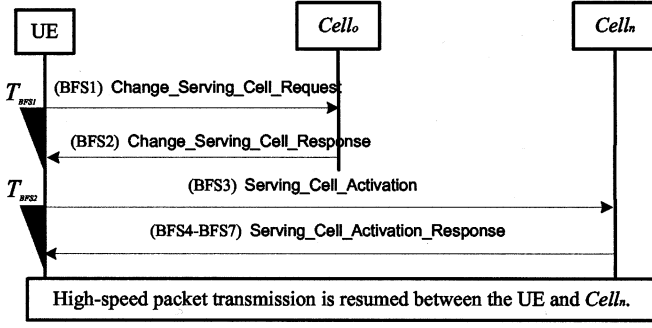 UE
Cellₒ
Cellₙ
(BFS1) Change_Serving_Cell_Request
T_BFS1
(BFS2) Change_Serving_Cell_Response
T_BFS2
(BFS3) Serving_Cell_Activation
(BFS4-BFS7) Serving_Cell_Activation_Response
High-speed packet transmission is resumed between the UE and Cellₙ.